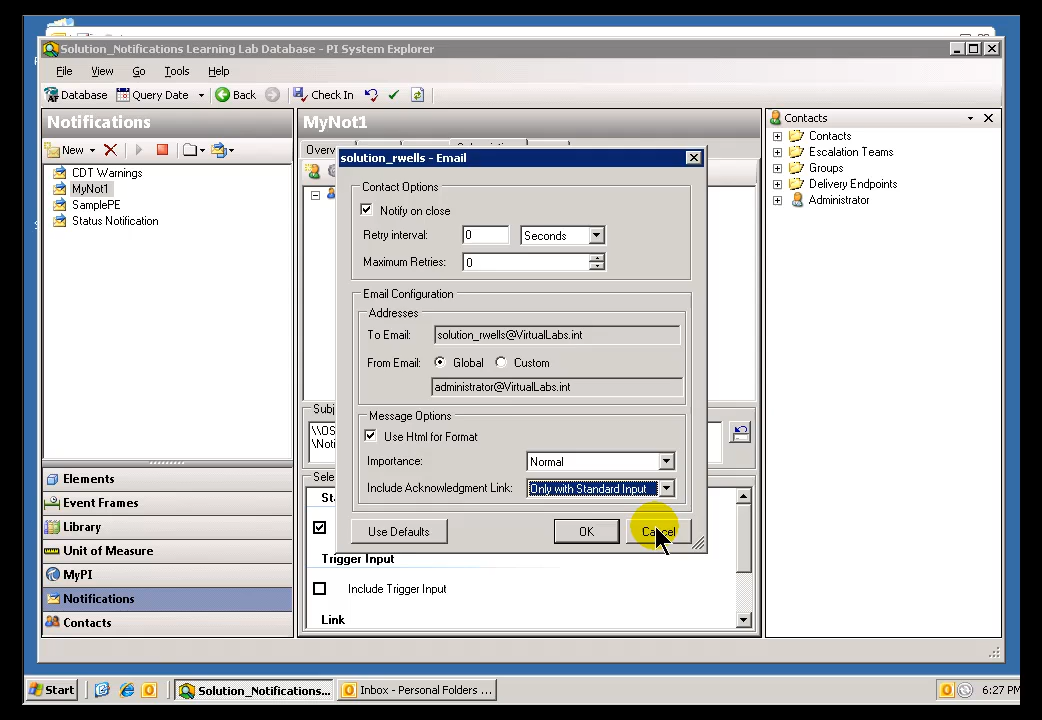 Solution_Notifications Learning Lab Database - PI System Explorer
File View Go Tools Help
Database Query Date Back Check In
Notifications
New
CDT Warnings
MyNot1
SamplePE
Status Notification
Elements
Event Frames
Library
Unit of Measure
MyPI
Notifications
Contacts
MyNot1
solution_rwells - Email
Contact Options
Notify on close
Retry interval: 0 Seconds
Maximum Retries: 0
Email Configuration
Addresses
To Email: solution_rwells@VirtualLabs.int
From Email: Global Custom
administrator@VirtualLabs.int
Message Options
Use Html for Format
Importance: Normal
Include Acknowledgment Link: Only with Standard Input
Use Defaults OK Cancel
Trigger Input
Include Trigger Input
Link
Contacts
Contacts
Escalation Teams
Groups
Delivery Endpoints
Administrator
Start Solution_Notifications... Inbox - Personal Folders ... 6:27 PM